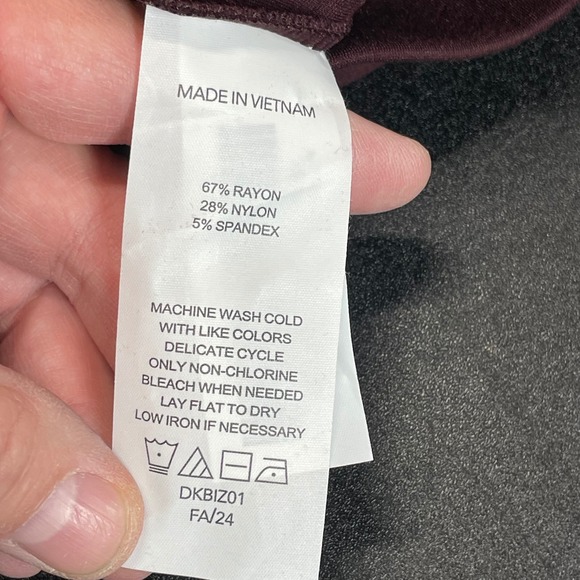 MADE IN VIETNAM
67% RAYON
28% NYLON
5% SPANDEX
MACHINE WASH COLD
WITH LIKE COLORS
DELICATE CYCLE
ONLY NON-CHLORINE
BLEACH WHEN NEEDED
LAY FLAT TO DRY
LOW IRON IF NECESSARY
DKBIZ01
FA/24